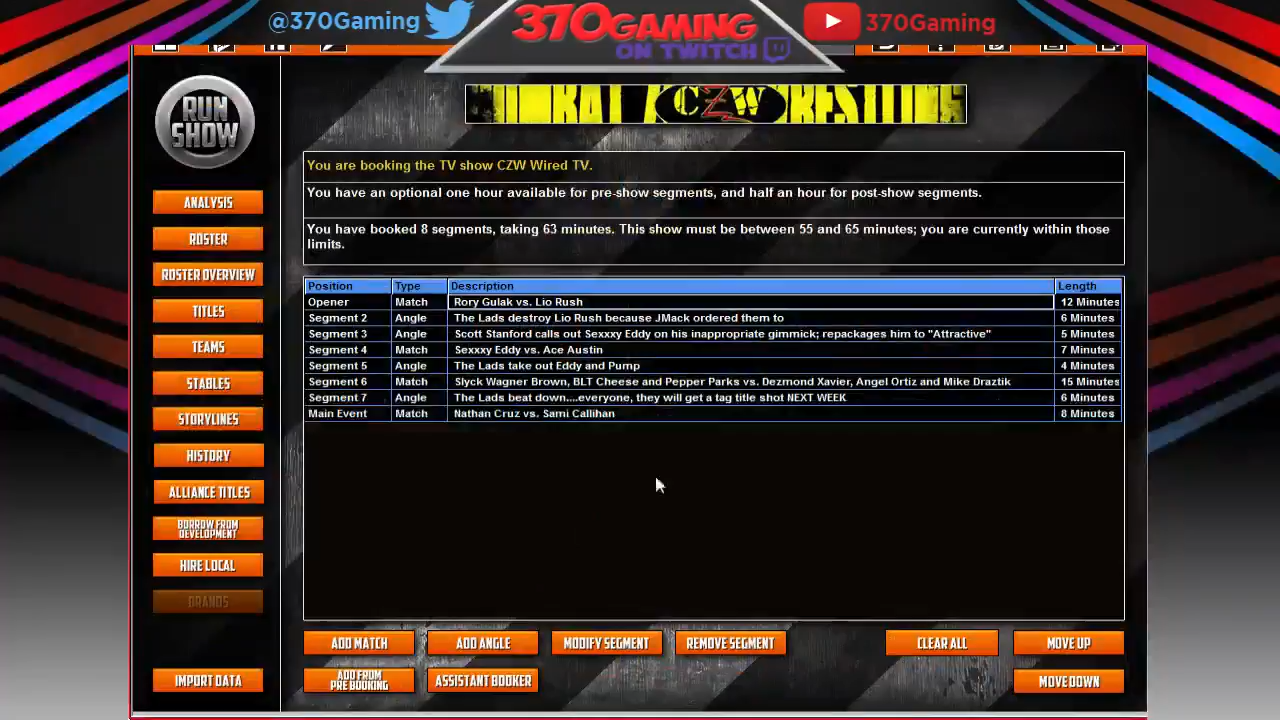 @370Gaming
370GAMING
ON TWITCH
370Gaming
RUN
SHOW
CZW
You are booking the TV show CZW Wired TV.
You have an optional one hour available for pre-show segments, and half an hour for post-show segments.
You have booked 8 segments, taking 63 minutes. This show must be between 55 and 65 minutes; you are currently within those
limits.
ANALYSIS
ROSTER
ROSTER OVERVIEW
TITLES
TEAMS
STABLES
STORYLINES
HISTORY
ALLIANCE TITLES
BORROW FROM
DEVELOPMENT
HIRE LOCAL
BRANDS
IMPORT DATA
Position Type Description Length
Opener Match Rory Gulak vs. Lio Rush 12 Minutes
Segment 2 Angle The Lads destroy Lio Rush because JMack ordered them to 6 Minutes
Segment 3 Angle Scott Stanford calls out Sexxxy Eddy on his inappropriate gimmick; repackages him to "Attractive" 5 Minutes
Segment 4 Match Sexxxy Eddy vs. Ace Austin 7 Minutes
Segment 5 Angle The Lads take out Eddy and Pump 4 Minutes
Segment 6 Match Slyck Wagner Brown, BLT Cheese and Pepper Parks vs. Dezmond Xavier, Angel Ortiz and Mike Draztik 15 Minutes
Segment 7 Angle The Lads beat down....everyone, they will get a tag title shot NEXT WEEK 6 Minutes
Main Event Match Nathan Cruz vs. Sami Callihan 8 Minutes
ADD MATCH ADD ANGLE MODIFY SEGMENT REMOVE SEGMENT CLEAR ALL MOVE UP
ADD FROM
PRE BOOKING
ASSISTANT BOOKER MOVE DOWN